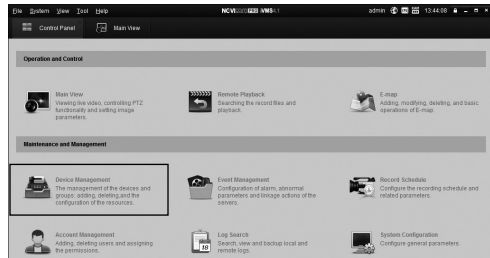 File System View Tool Help
admin 13:44:08
Control Panel Main View
Operation and Control
Main View
Viewing live video, controlling PTZ
functionality and setting image
parameters.
Remote Playback
Searching the record files and
playback.
E-map
Adding, modifying, deleting, and basic
operations of E-map.
Maintenance and Management
Device Management
The management of the devices and
groups: adding, deleting,and the
configuration of the resources.
Event Management
Configuration of alarm, abnormal
parameters and linkage actions of the
servers.
Record Schedule
Configure the recording schedule and
related parameters.
Account Management
Adding, deleting users and assigning
the permissions.
Log Search
Search, view and backup local and
remote logs.
18
System Configuration
Configure general parameters.